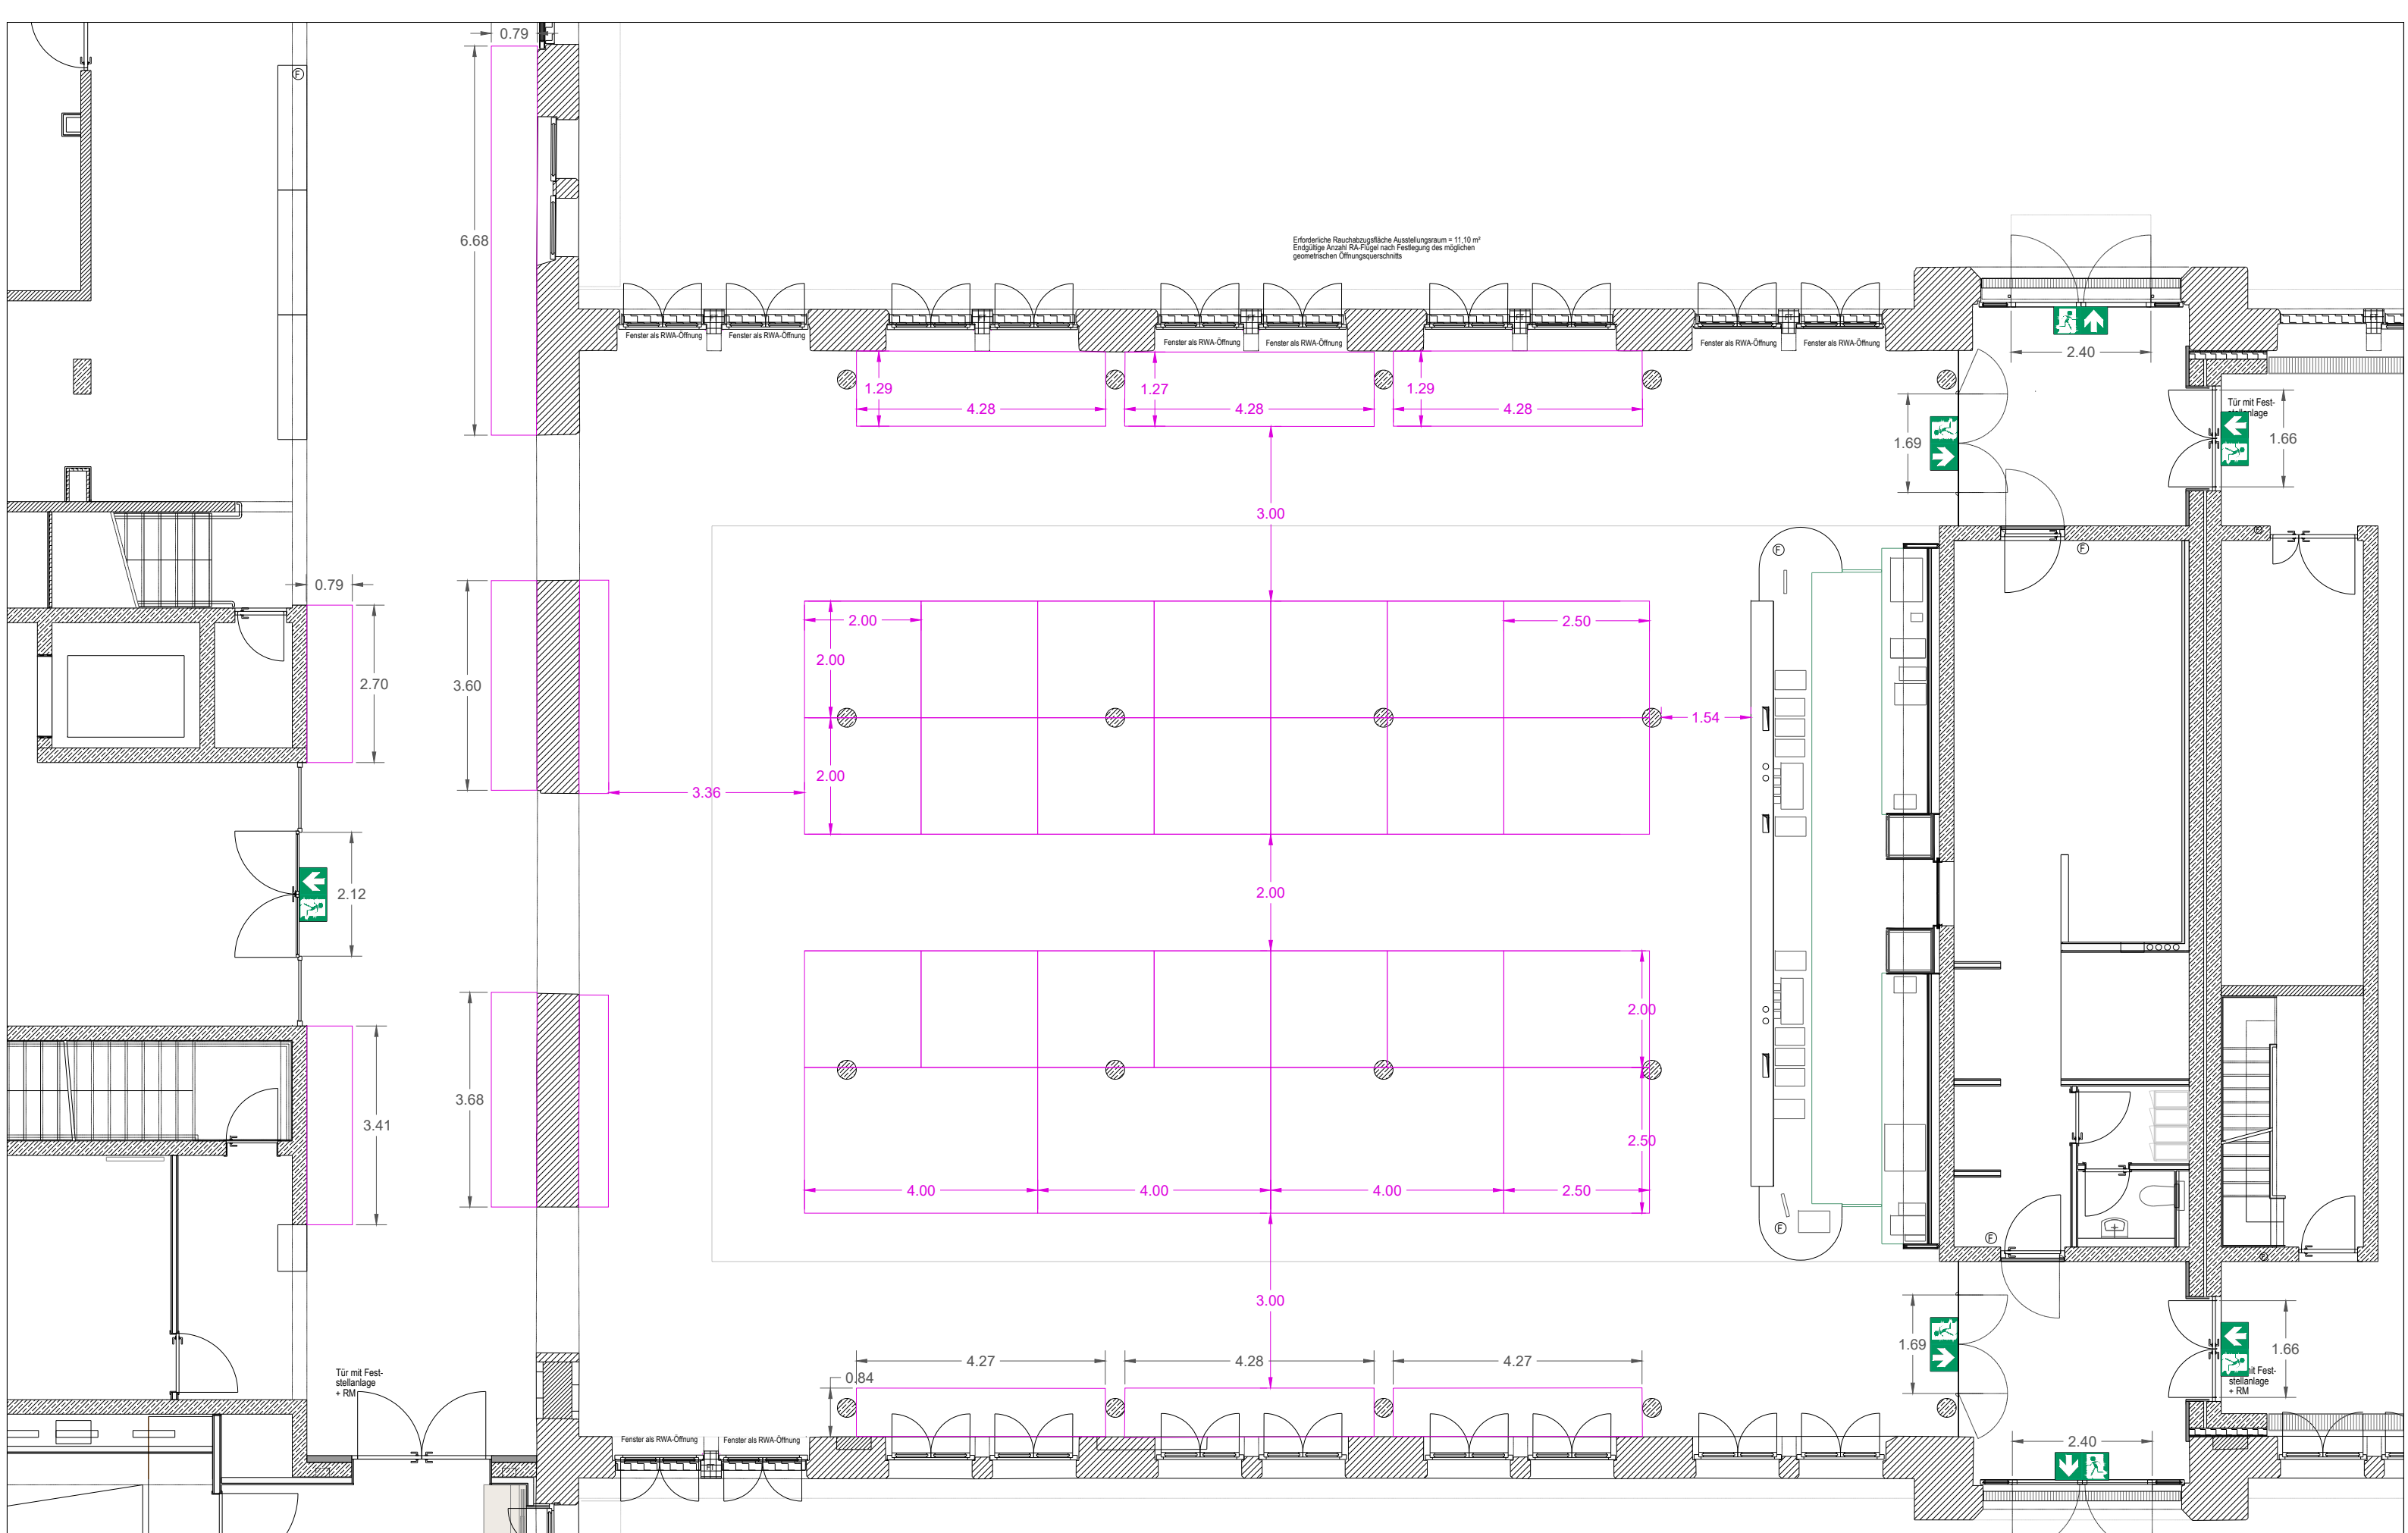 0.79
6.68
Erforderliche Rauchabzugsfläche Ausstellungsraum = 11,10 m²
Endgültige Anzahl RA-Flügel nach Festlegung des möglichen
geometrischen Öffnungsquerschnitts
F
Fenster als RWA-Öffnung
Fenster als RWA-Öffnung
Fenster als RWA-Öffnung
Fenster als RWA-Öffnung
Fenster als RWA-Öffnung
Fenster als RWA-Öffnung
2.40
1.29
4.28
1.27
4.28
1.29
4.28
Tür mit Fest-
1.69
1.66
3.00
F
F
0.79
2.00
2.50
2.00
2.70
3.60
1.54
2.00
3.36
2.12
2.00
2.00
3.68
3.41
2.50
4.00
4.00
4.00
2.50
F
F
3.00
1.69
1.66
Tür mit Fest-
stellanlage
+ RM
4.27
4.28
4.27
0.84
stellanlage
+ RM
Fenster als RWA-Öffnung
Fenster als RWA-Öffnung
2.40